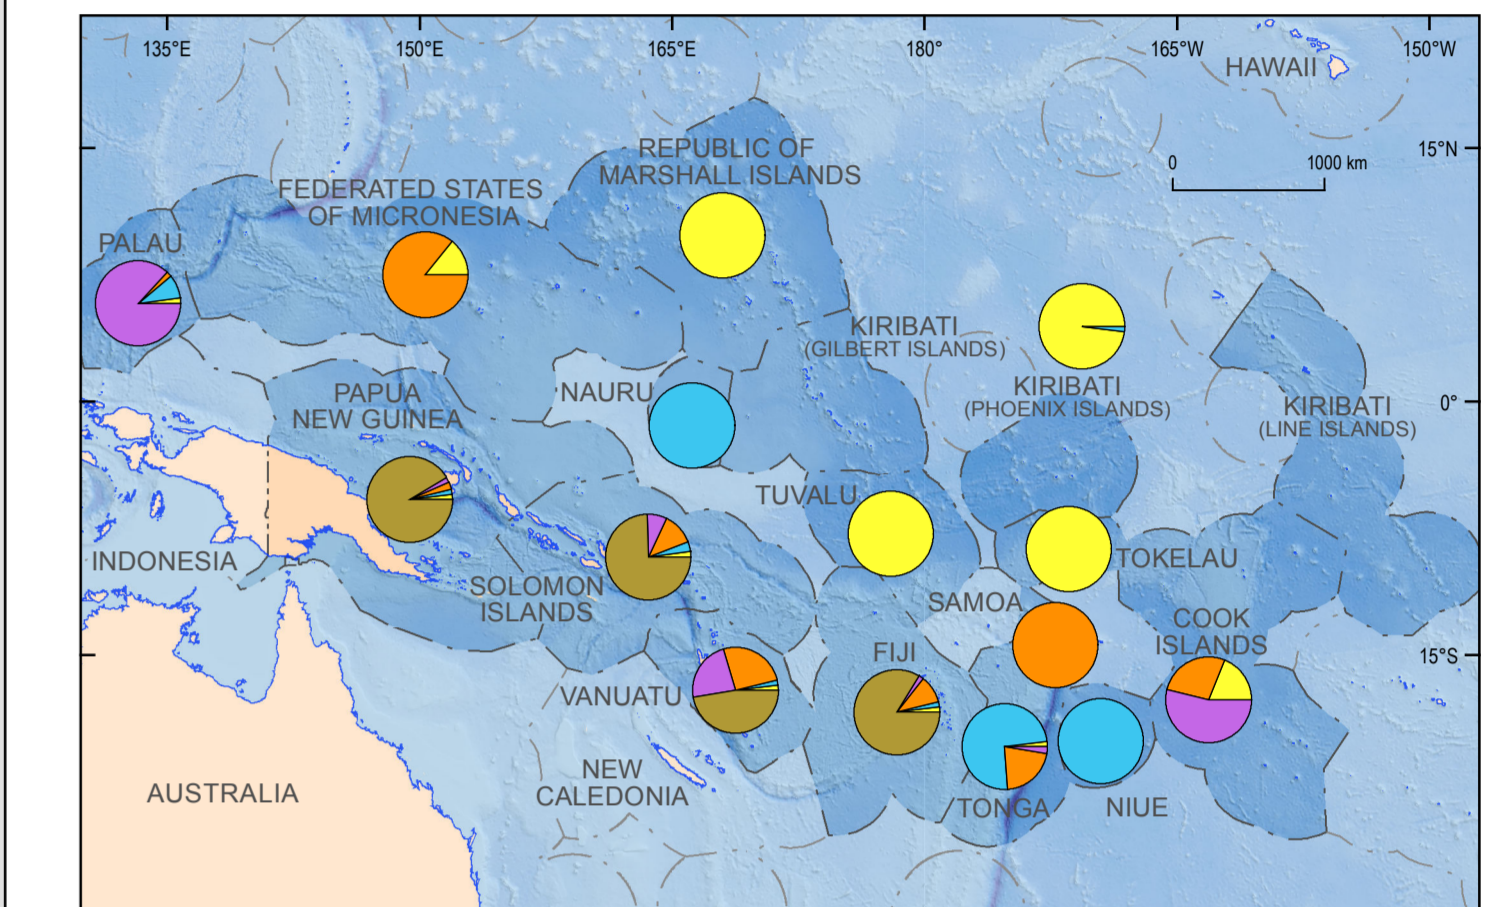 135°E
150°E
165°E
180°
165°W
150°W
HAWAII
15°N
0
1000 km
REPUBLIC OF
MARSHALL ISLANDS
FEDERATED STATES
OF MICRONESIA
PALAU
KIRIBATI
(GILBERT ISLANDS)
KIRIBATI
(PHOENIX ISLANDS)
KIRIBATI
(LINE ISLANDS)
0°
NAURU
PAPUA
NEW GUINEA
TUVALU
INDONESIA
TOKELAU
SOLOMON
ISLANDS
SAMOA
COOK
ISLANDS
15°S
FIJI
VANUATU
NEW
CALEDONIA
AUSTRALIA
TONGA
NIUE